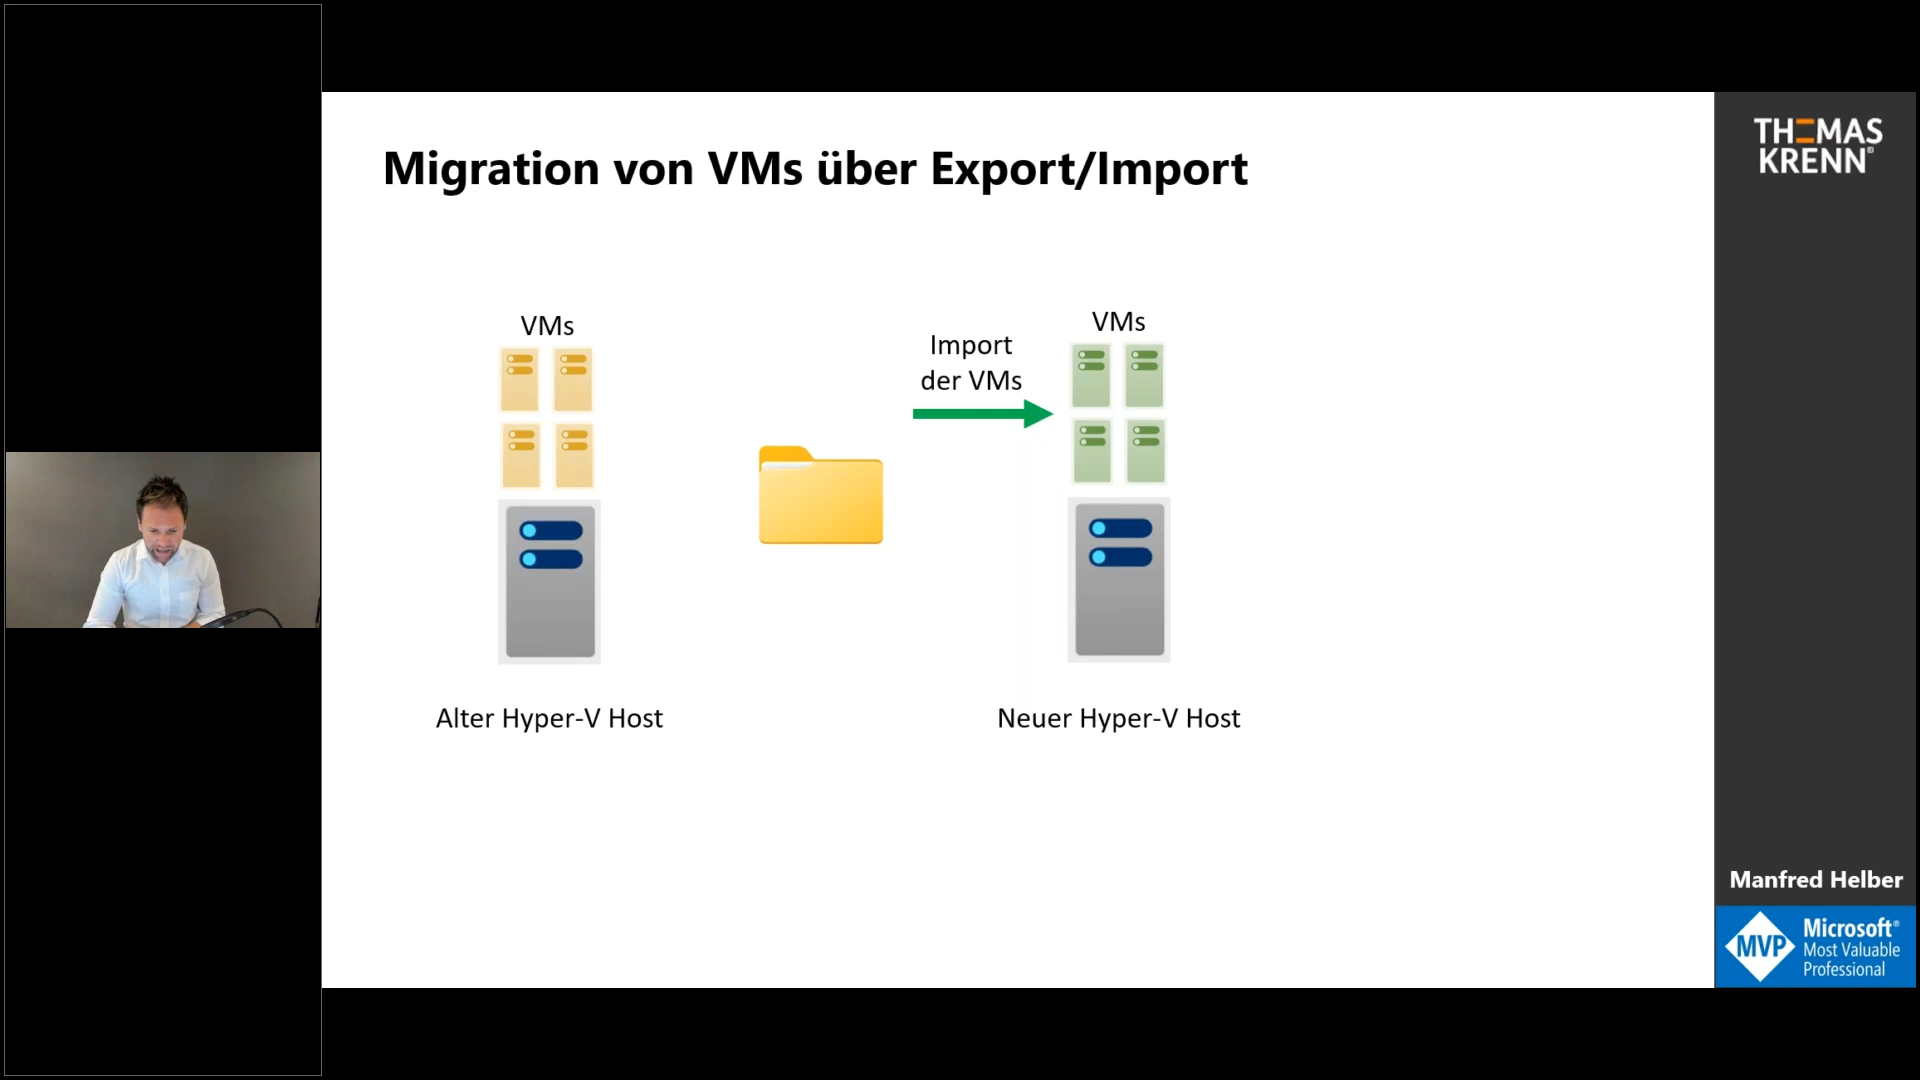 Migration von VMs über Export/Import
VMs
Import
der VMs
VMs
Alter Hyper-V Host
Neuer Hyper-V Host
THOMAS
KRENN®
Manfred Helber
MVP
Microsoft®
Most Valuable
Professional